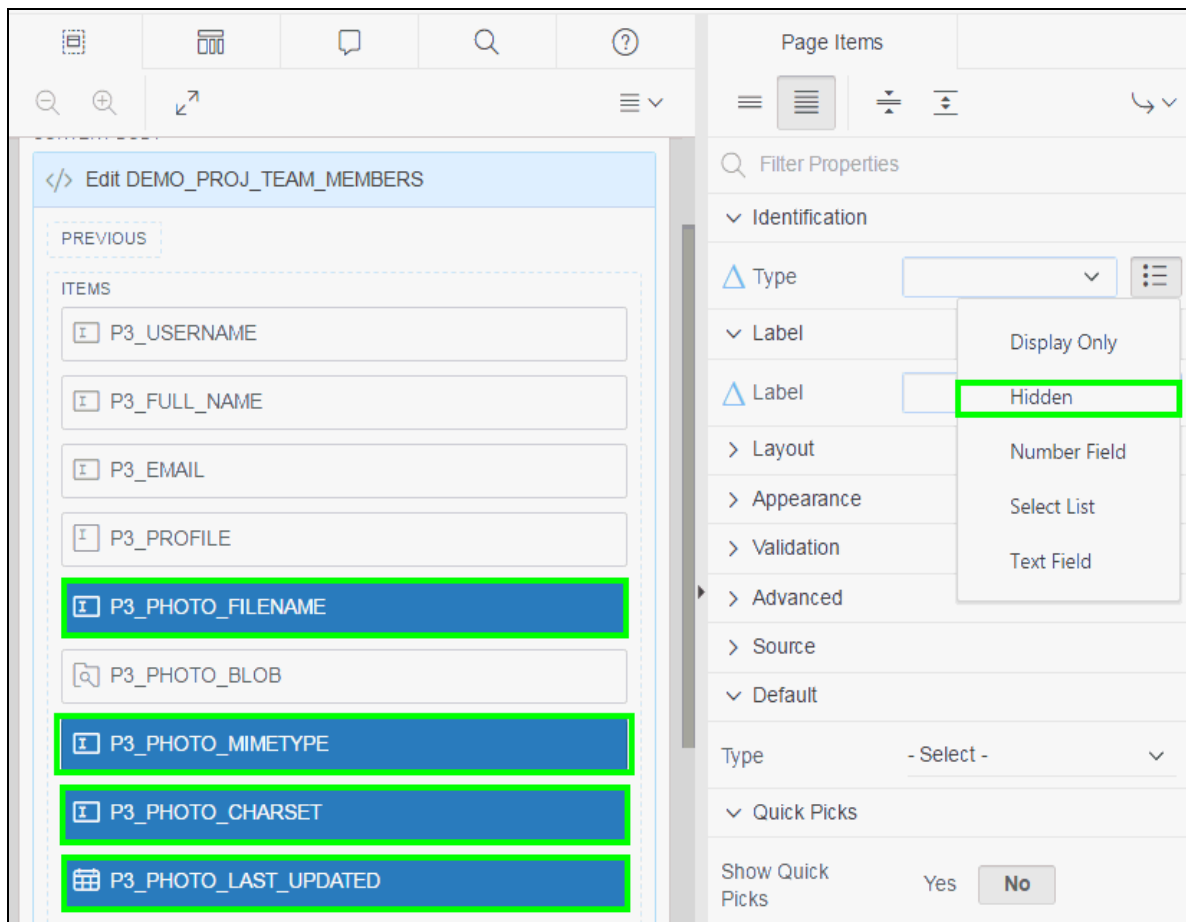 Edit DEMO_PROJ_TEAM_MEMBERS
PREVIOUS
ITEMS
P3_USERNAME
P3_FULL_NAME
P3_EMAIL
P3_PROFILE
P3_PHOTO_FILENAME
P3_PHOTO_BLOB
P3_PHOTO_MIMETYPE
P3_PHOTO_CHARSET
P3_PHOTO_LAST_UPDATED
Page Items
Filter Properties
Identification
Type
Label
Label
Layout
Appearance
Validation
Advanced
Source
Default
Type - Select -
Quick Picks
Show Quick
Picks
Yes No
Display Only
Hidden
Number Field
Select List
Text Field